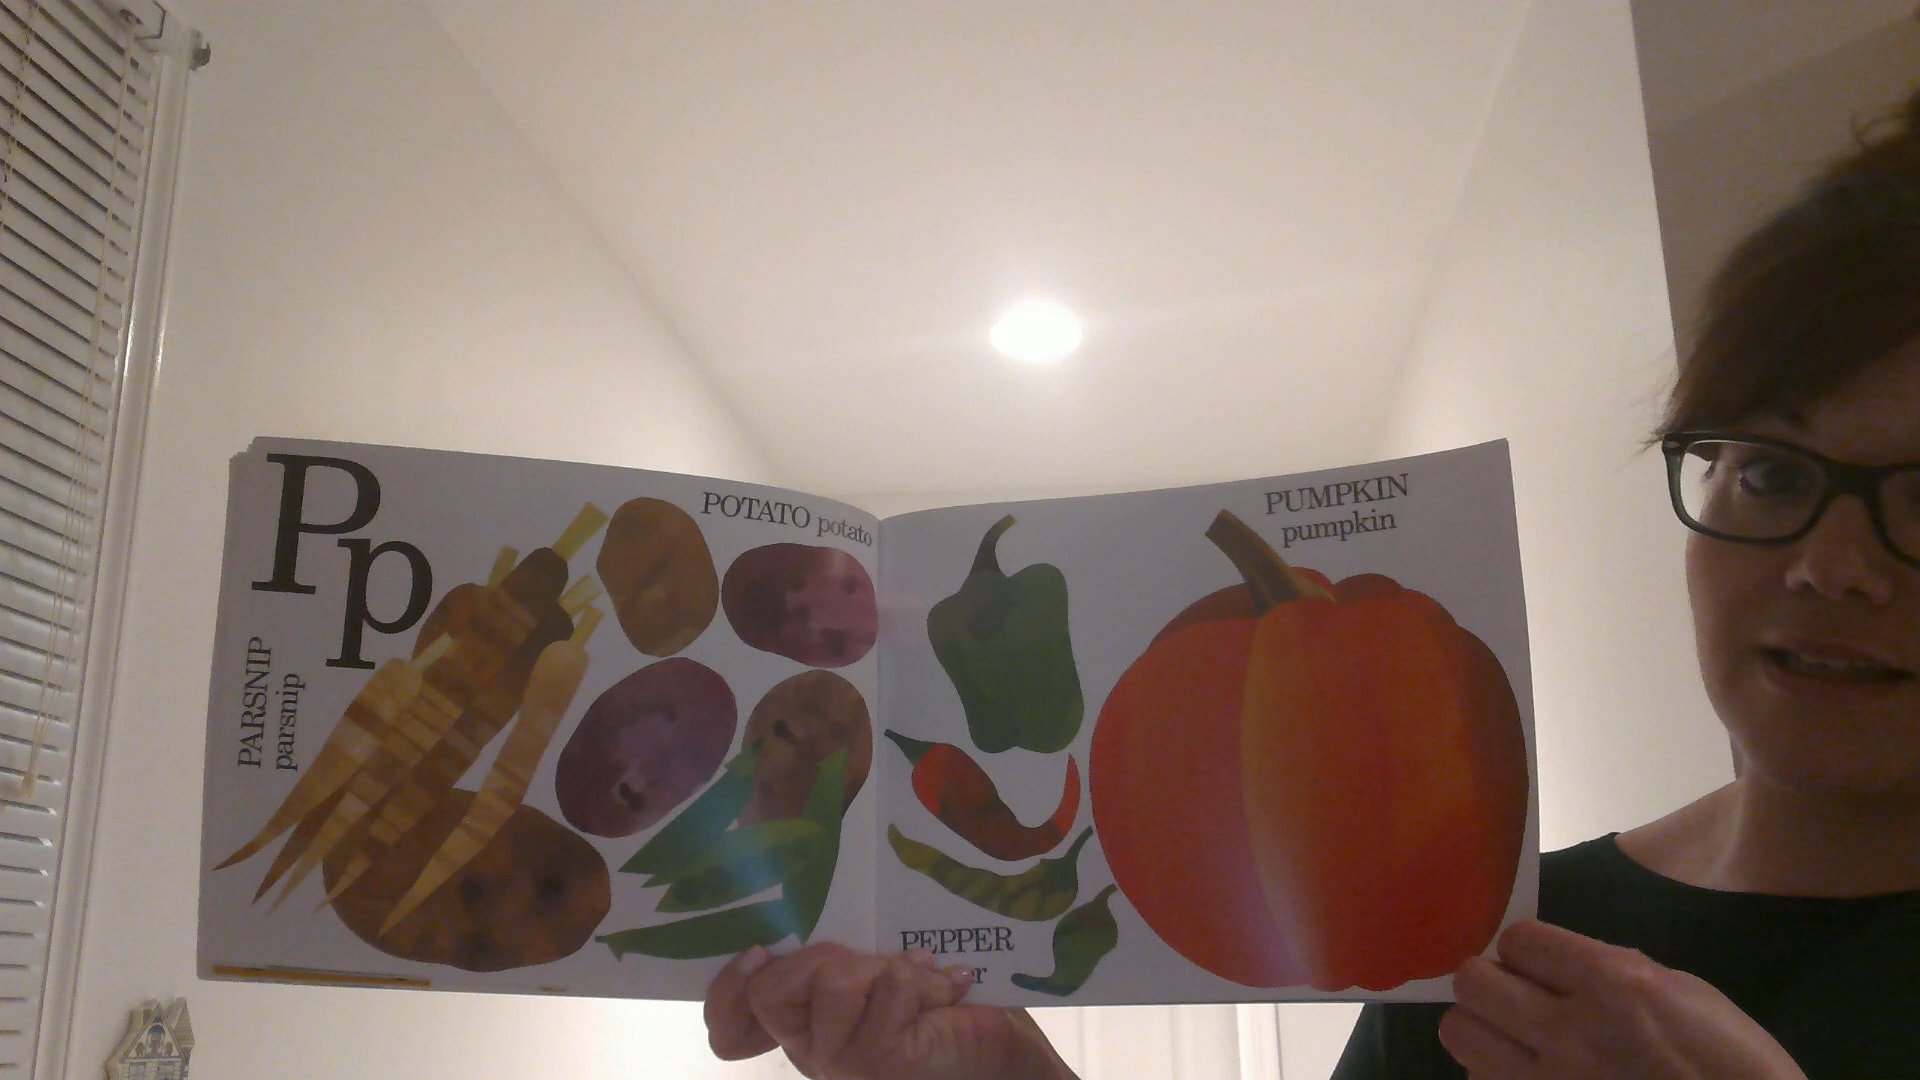 Pp
PARSNIP
parsnip
POTATO potato
PEPPER
PUMPKIN
pumpkin